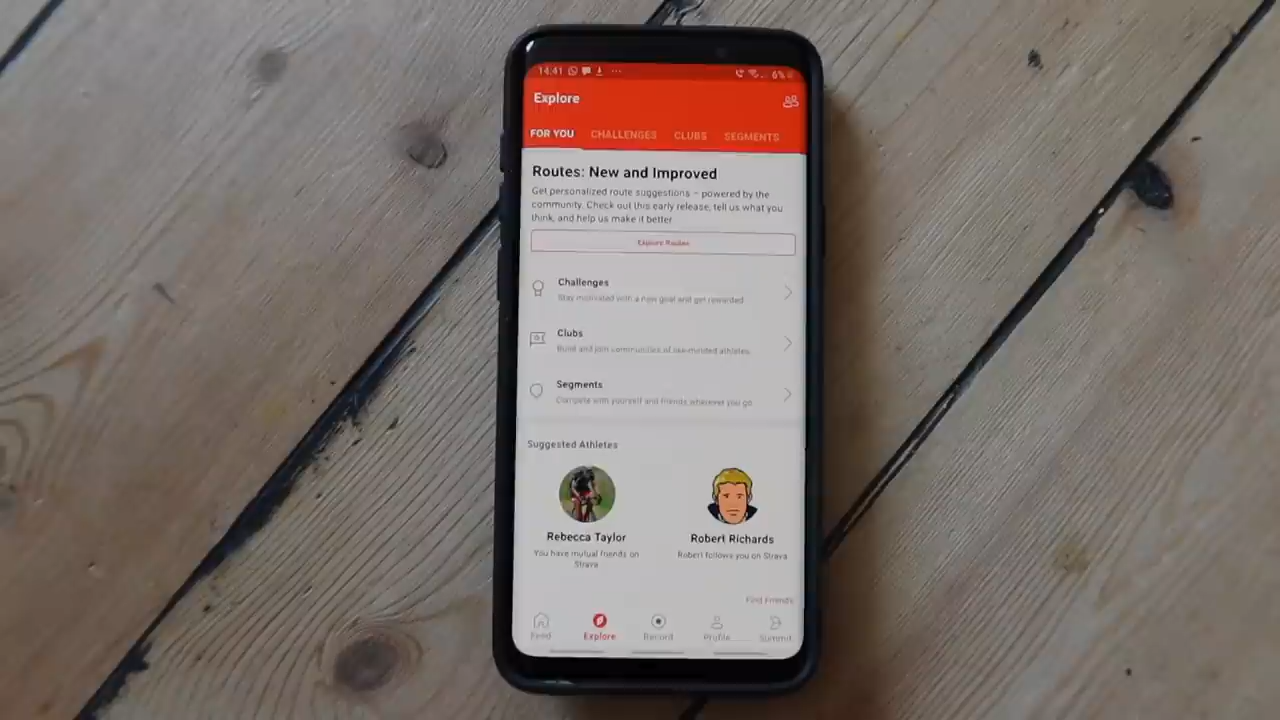 14:41
6%
Explore
FOR YOU CHALLENGES CLUBS SEGMENTS
Routes: New and Improved
Get personalized route suggestions – powered by the
community. Check out this early release, tell us what you
think, and help us make it better
Explore Routes
Challenges
Stay motivated with a new goal and get rewarded
Clubs
Build and join communities of like-minded athletes
Segments
Compete with yourself and friends wherever you go
Suggested Athletes
Rebecca Taylor
You have mutual friends on
Strava
Robert Richards
Robert follows you on Strava
Find Friends
Feed Explore Record Profile Summit